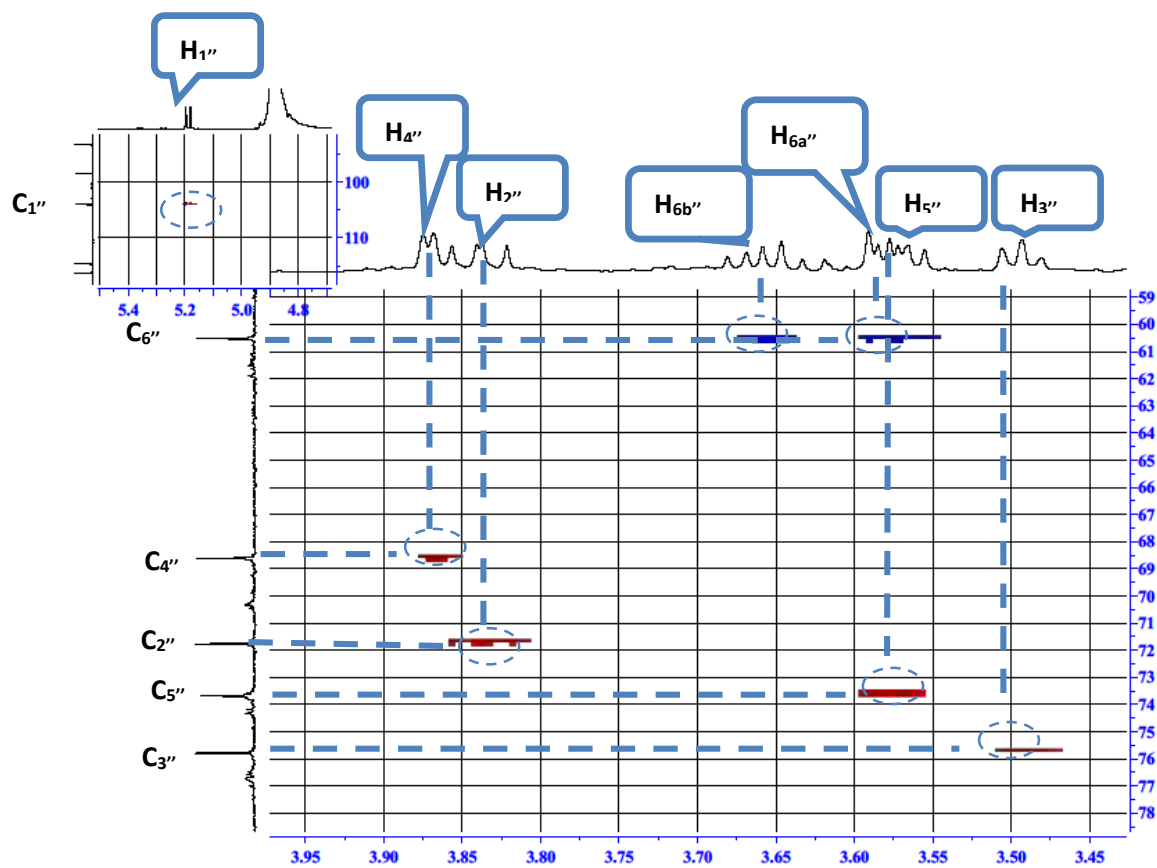 H₁′′
H₄′′
H₂′′
H₆ₐ′′
H₆b′′
H₅′′
H₃′′
C₁′′
100
110
5.4 5.2 5.0 4.8
C₆′′
C₄′′
C₂′′
C₅′′
C₃′′
59
60
61
62
63
64
65
66
67
68
69
70
71
72
73
74
75
76
77
78
3.95 3.90 3.85 3.80 3.75 3.70 3.65 3.60 3.55 3.50 3.45